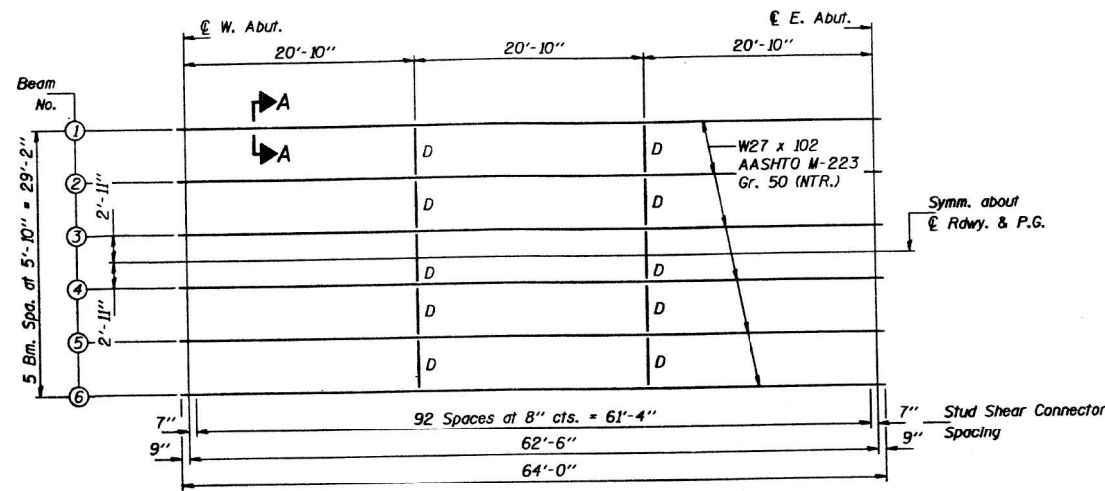 ℄ W. Abut.
℄ E. Abut.
20'-10"
20'-10"
20'-10"
Beam
No.
A
A
1
2
3
4
5
6
5 Bm. Spa. at 5'-10" = 29'-2"
2'-11"
2'-11"
D
D
D
D
D
D
D
D
D
D
W27 x 102
AASHTO M-223
Gr. 50 (NTR.)
Symm. about
℄ Rdwy. & P.G.
7"
92 Spaces at 8" cts. = 61'-4"
7"
Stud Shear Connector
Spacing
9"
62'-6"
9"
64'-0"